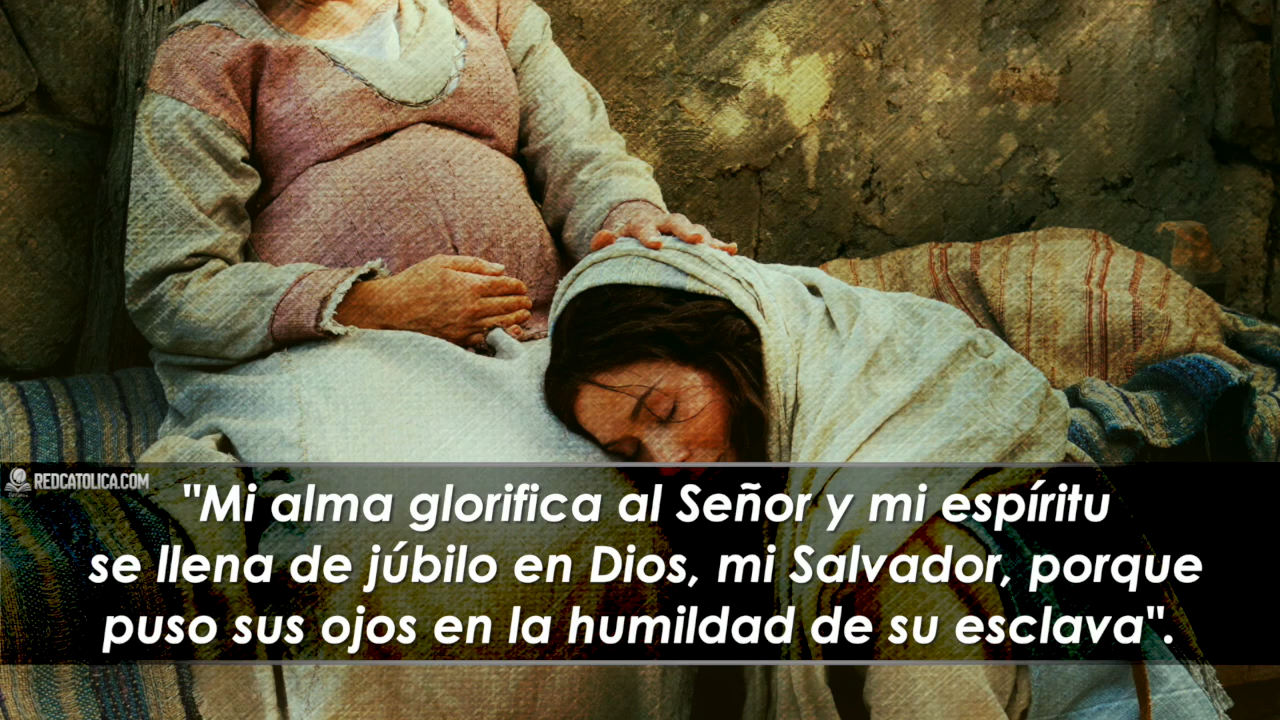 REDCATOLICA.COM
"Mi alma glorifica al Señor y mi espíritu
se llena de júbilo en Dios, mi Salvador, porque
puso sus ojos en la humildad de su esclava".